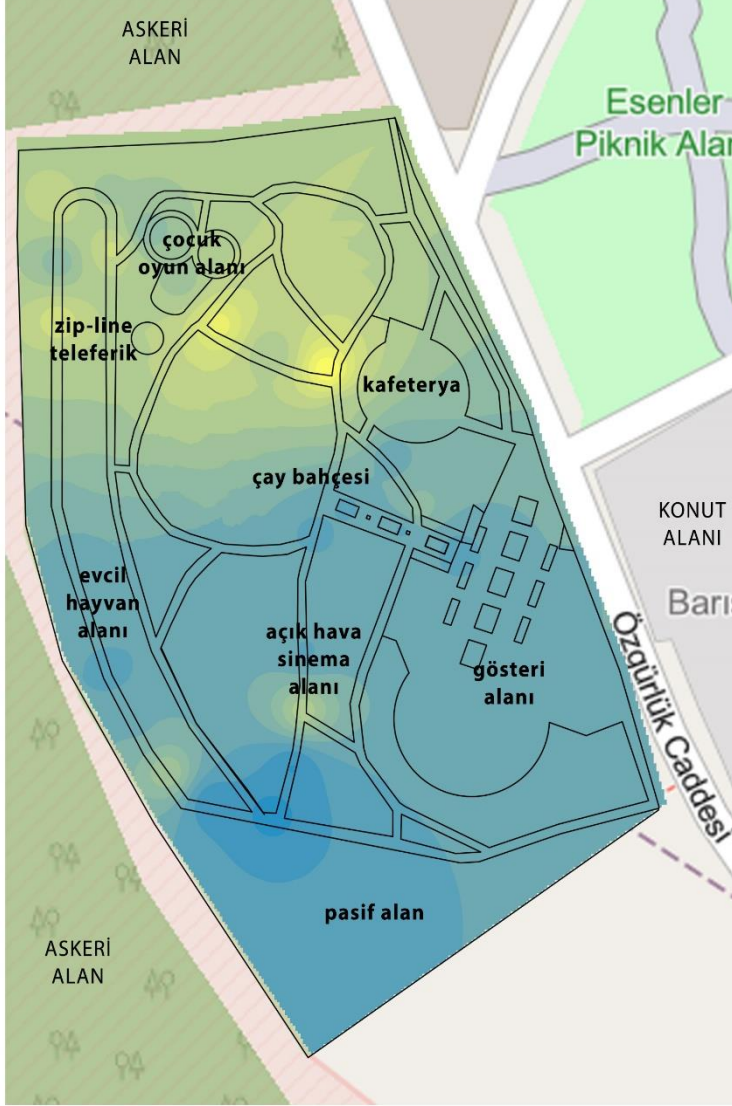 ASKERİ
ALAN
Esenler
Piknik Alan
çocuk
oyun alanı
zip-line
teleferik
kafeterya
çay bahçesi
KONUT
ALANI
evcil
hayvan
alanı
Barış
açık hava
sinema
alanı
gösteri
alanı
Özgürlük Caddesi
pasif alan
ASKERİ
ALAN